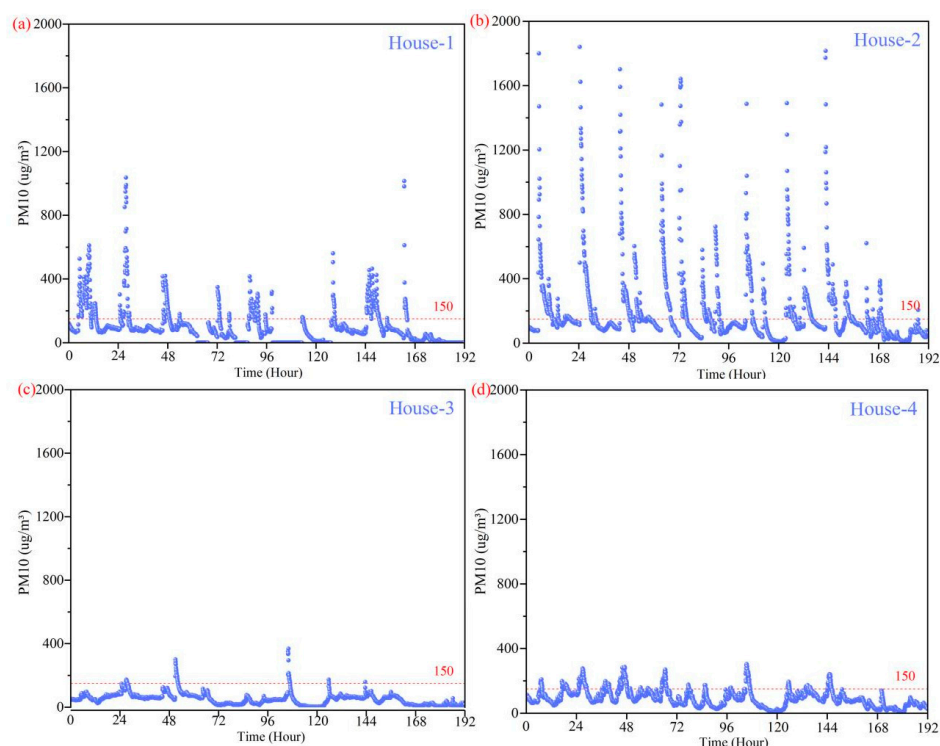 (a)
House-1
PM10 (ug/m³)
2000
1600
1200
800
400
0
150
0 24 48 72 96 120 144 168 192
Time (Hour)
(b)
House-2
PM10 (ug/m³)
2000
1600
1200
800
400
0
150
0 24 48 72 96 120 144 168 192
Time (Hour)
(c)
House-3
PM10 (ug/m³)
2000
1600
1200
800
400
0
150
0 24 48 72 96 120 144 168 192
Time (Hour)
(d)
House-4
PM10 (ug/m³)
2000
1600
1200
800
400
0
150
0 24 48 72 96 120 144 168 192
Time (Hour)